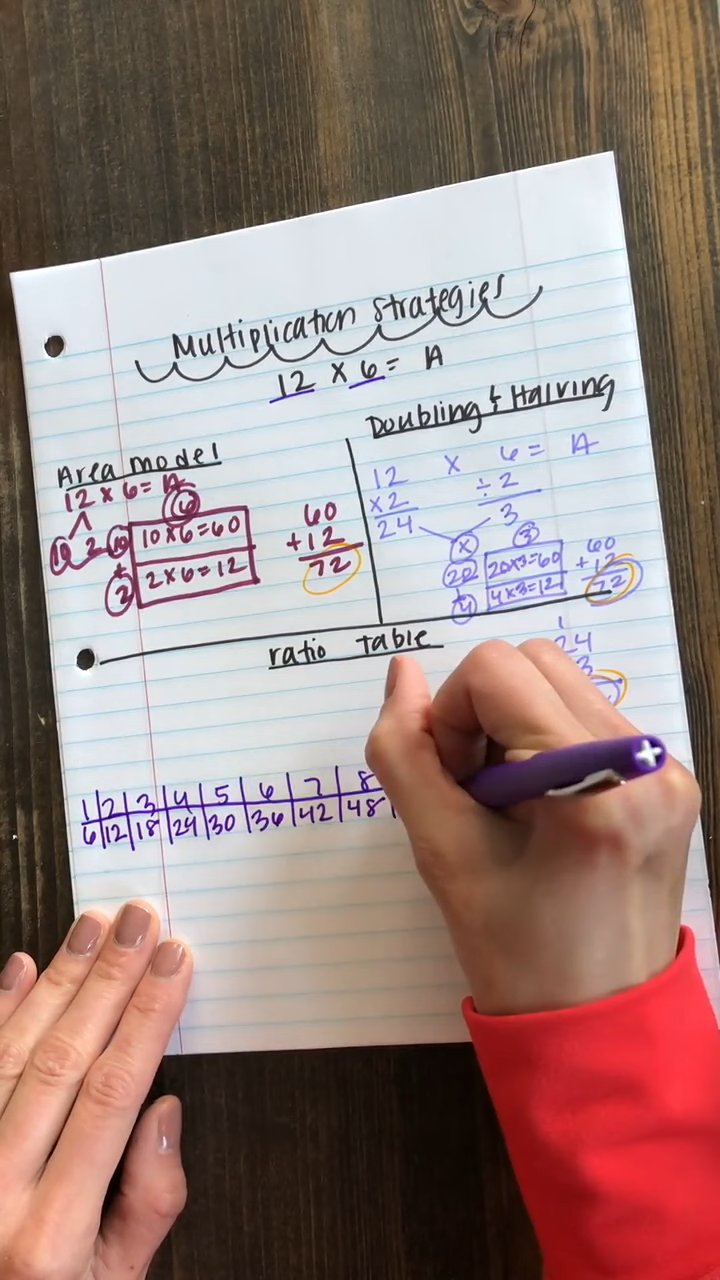 Multiplication Strategies
12 x 6 = A
Area model
12 x 6 = A
10 2
6
10
+
2
10x6=60
2x6=12
60
+12
72
Doubling & Halving
12 x 6 = A
x2 ÷2
24 3
x
3
20
+
4
20x3=60
4x3=12
60
+12
72
1
24
3
ratio table
1 2 3 4 5 6 7 8
6 12 18 24 30 36 42 48